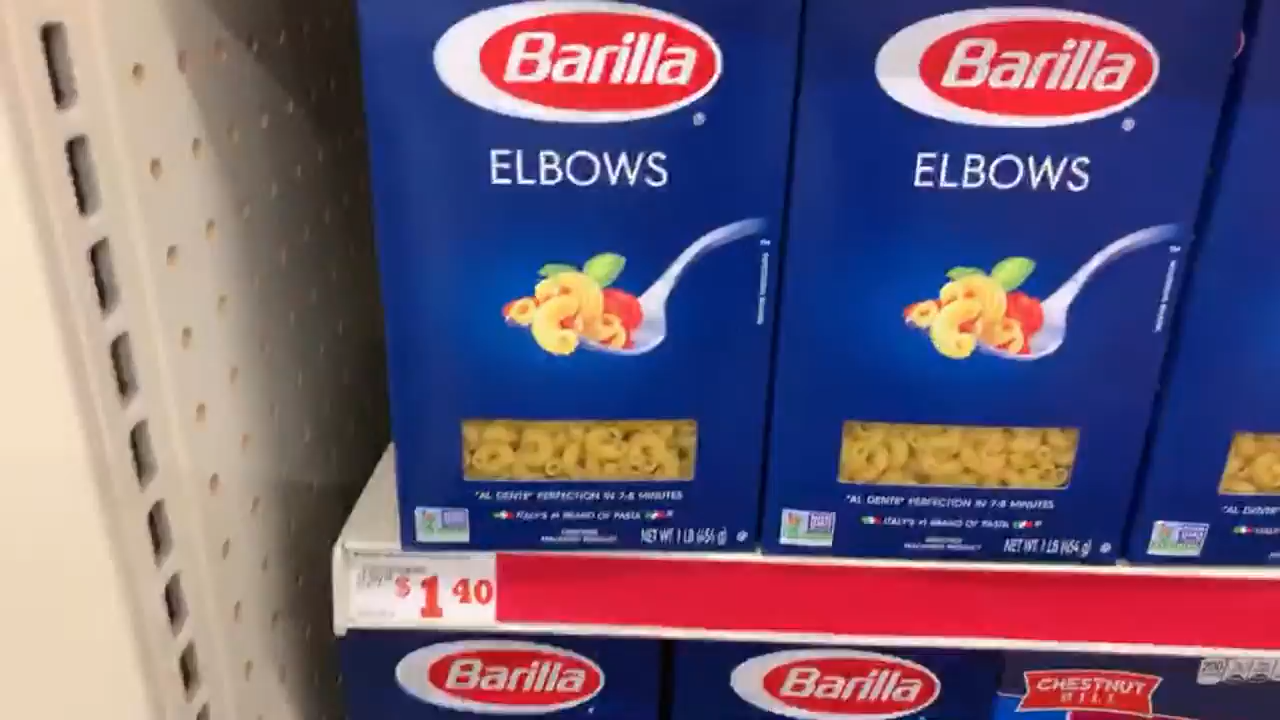 Barilla
®
ELBOWS
"AL DENTE" PERFECTION IN 7-8 MINUTES
ITALY'S #1 BRAND OF PASTA
NET WT 1 LB (454 g)
Barilla
®
ELBOWS
"AL DENTE" PERFECTION IN 7-8 MINUTES
ITALY'S #1 BRAND OF PASTA
NET WT 1 LB (454 g)
$1 40
Barilla
Barilla
CHESTNUT
HILL
200